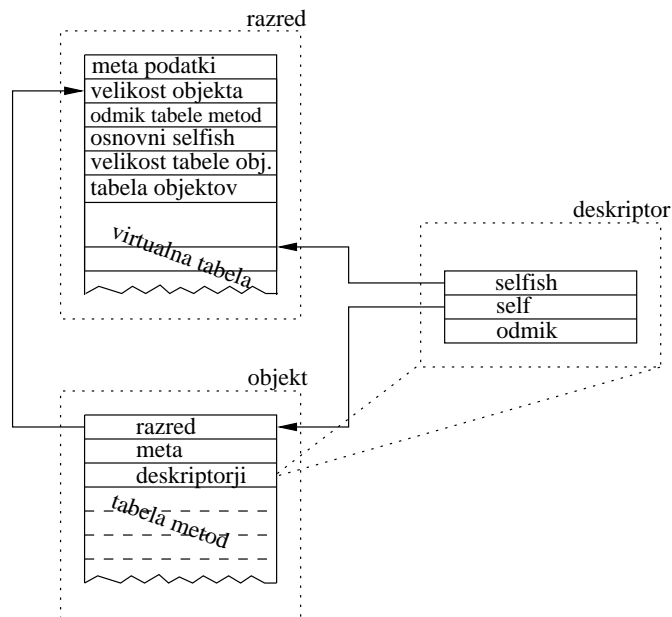 razred
meta podatki
velikost objekta
odmik tabele metod
osnovni selfish
velikost tabele obj.
tabela objektov
virtualna tabela
deskriptor
selfish
self
odmik
objekt
razred
meta
deskriptorji
tabela metod